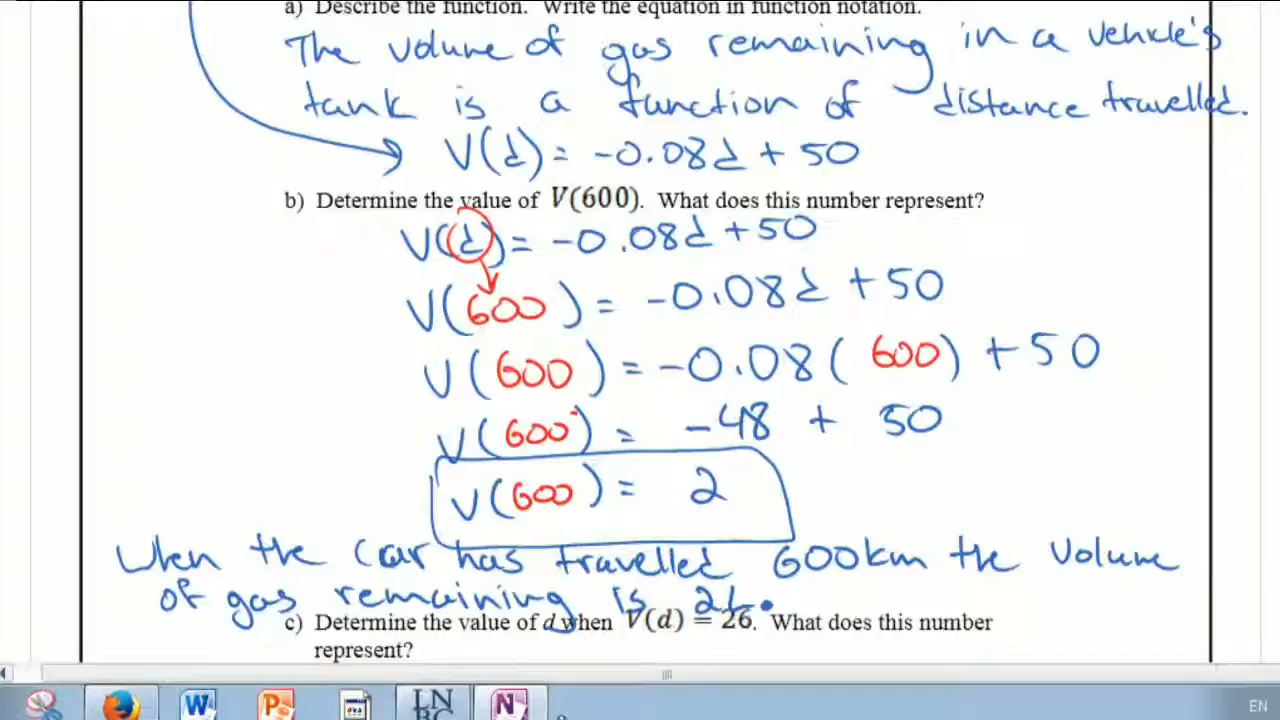 a) Describe the function. Write the equation in function notation.
The volume of gas remaining in a vehicle's
tank is a function of distance travelled.
V(d) = -0.08d + 50
b) Determine the value of V(600). What does this number represent?
V(d) = -0.08d + 50
V(600) = -0.08d + 50
V(600) = -0.08(600) + 50
V(600) = -48 + 50
V(600) = 2
When the car has travelled 600km the volume
of gas remaining is 2L.
c) Determine the value of d when V(d) = 26. What does this number
represent?
W P LN N
BC
EN